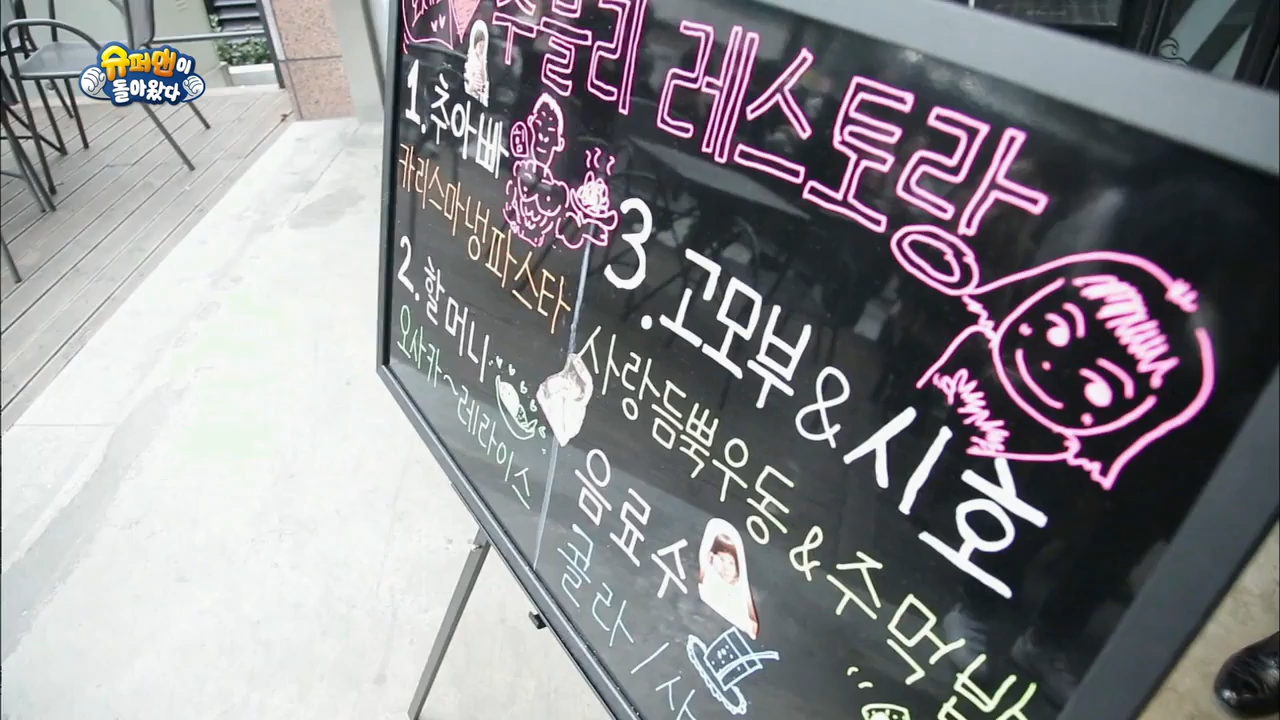 슈퍼맨이
돌아왔다
추블리 레스토랑
1.추아빠
카리스마냉파스타
2.할머니
오사카~레라이스
3.고모부&시호
사랑듬뿍우동&주먹밥
음료수
콜라/사